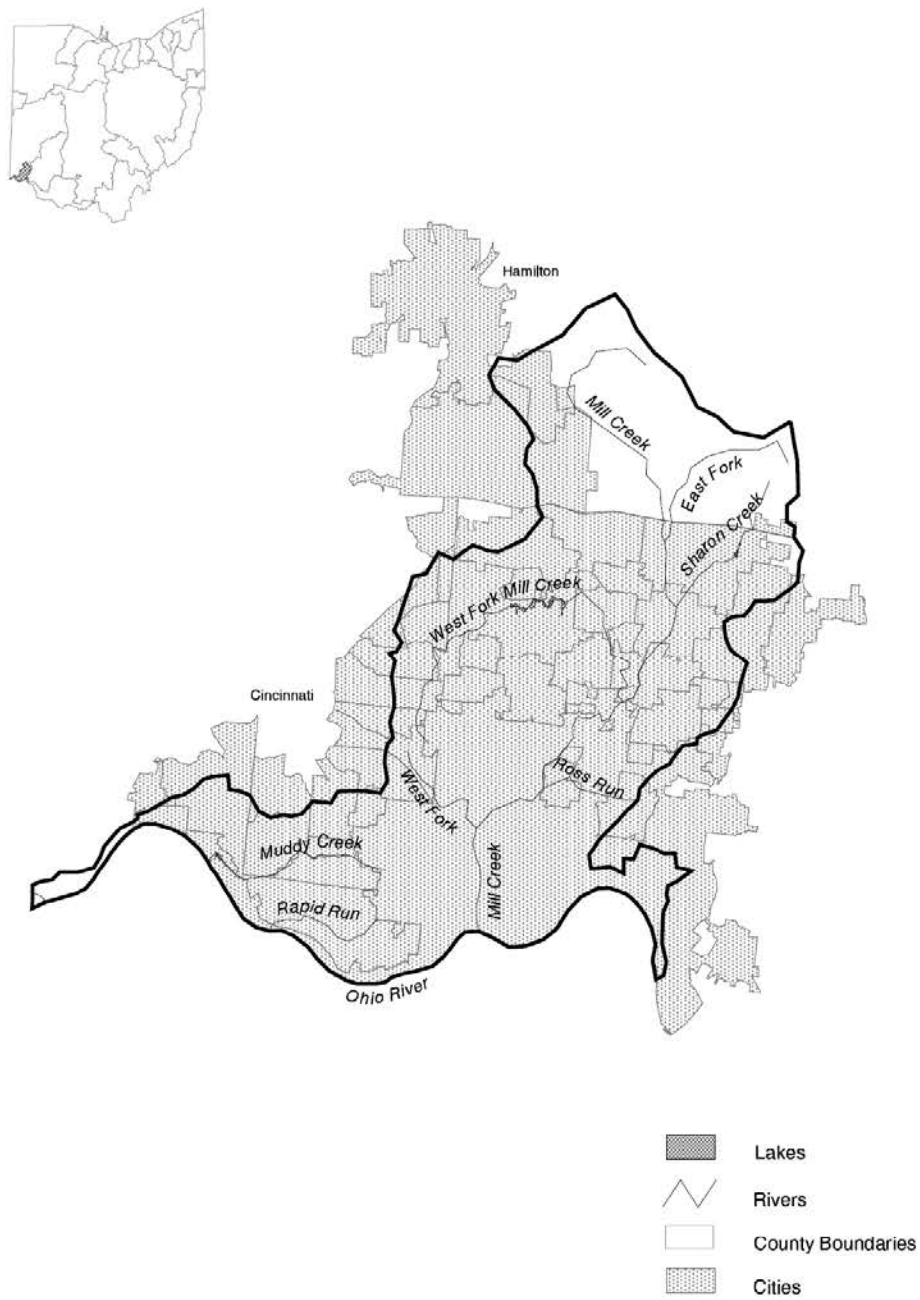 Hamilton
Mill Creek
East Fork
Sharon Creek
West Fork Mill Creek
Cincinnati
Ross Run
West Fork
Muddy Creek
Mill Creek
Rapid Run
Ohio River
Lakes
Rivers
County Boundaries
Cities